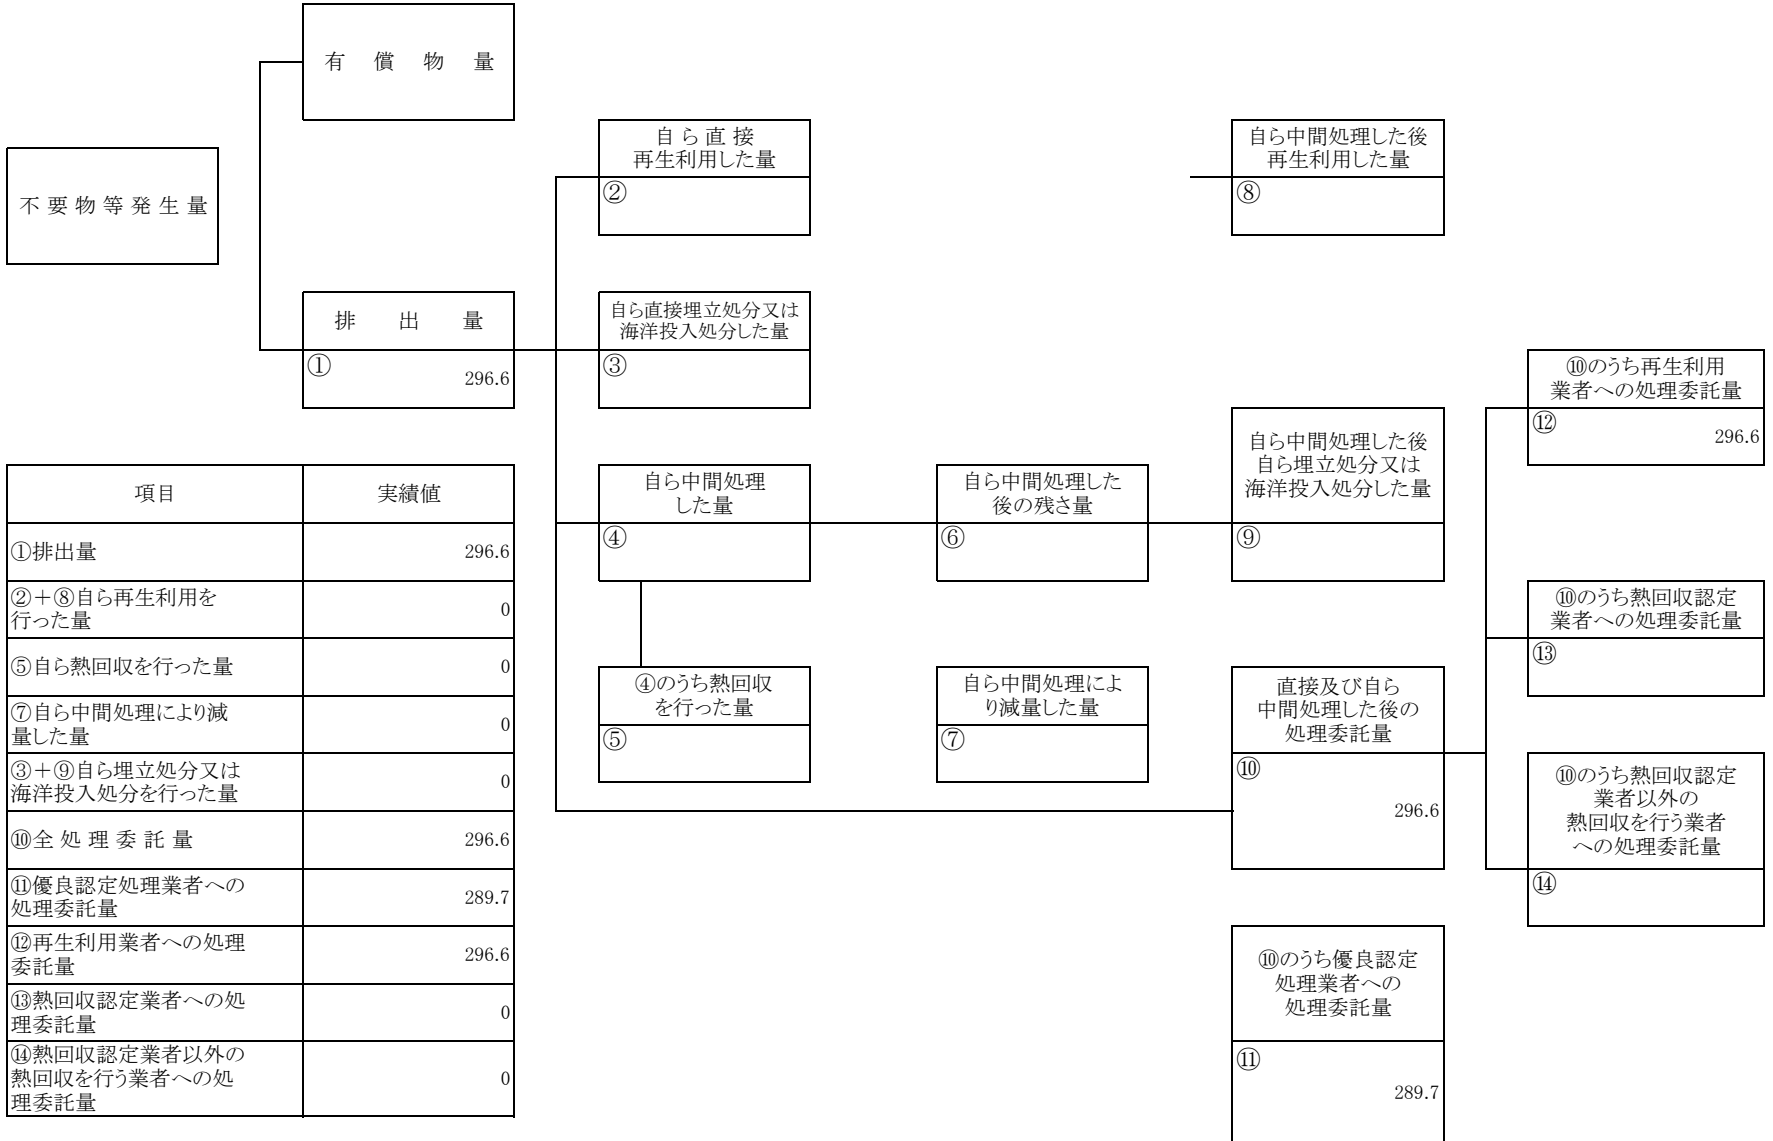 有償物量
不要物等発生量
排出量
①
296.6
自ら直接
再生利用した量
②
自ら直接埋立処分又は
海洋投入処分した量
③
自ら中間処理
した量
④
④のうち熱回収
を行った量
⑤
自ら中間処理した
後の残さ量
⑥
自ら中間処理によ
り減量した量
⑦
自ら中間処理した後
再生利用した量
⑧
自ら中間処理した後
自ら埋立処分又は
海洋投入処分した量
⑨
直接及び自ら
中間処理した後の
処理委託量
⑩
296.6
⑩のうち優良認定
処理業者への
処理委託量
⑪
289.7
⑩のうち再生利用
業者への処理委託量
⑫
296.6
⑩のうち熱回収認定
業者への処理委託量
⑬
⑩のうち熱回収認定
業者以外の
熱回収を行う業者
への処理委託量
⑭
項目 実績値
①排出量 296.6
②＋⑧自ら再生利用を
行った量 0
⑤自ら熱回収を行った量 0
⑦自ら中間処理により減
量した量 0
③＋⑨自ら埋立処分又は
海洋投入処分を行った量 0
⑩全処理委託量 296.6
⑪優良認定処理業者への
処理委託量 289.7
⑫再生利用業者への処理
委託量 296.6
⑬熱回収認定業者への処
理委託量 0
⑭熱回収認定業者以外の
熱回収を行う業者への処
理委託量 0